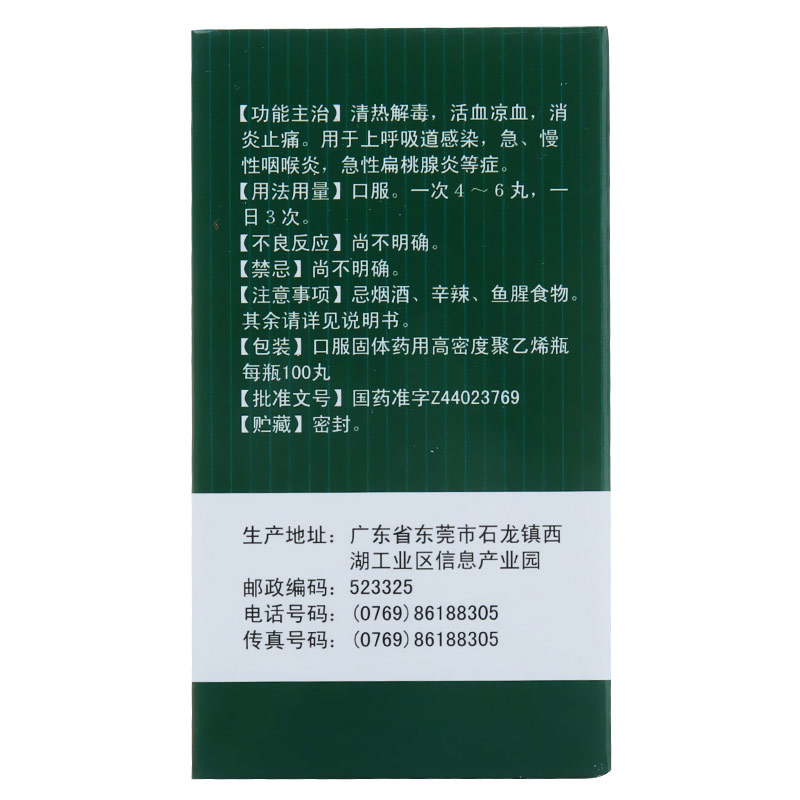 【功能主治】清热解毒，活血凉血，消
炎止痛。用于上呼吸道感染，急、慢
性咽喉炎，急性扁桃腺炎等症。
【用法用量】口服。一次4～6丸，一
日3次。
【不良反应】尚不明确。
【禁忌】尚不明确。
【注意事项】忌烟酒、辛辣、鱼腥食物。
其余请详见说明书。
【包装】口服固体药用高密度聚乙烯瓶
每瓶100丸
【批准文号】国药准字Z44023769
【贮藏】密封。
生产地址：广东省东莞市石龙镇西
湖工业区信息产业园
邮政编码：523325
电话号码：(0769)86188305
传真号码：(0769)86188305